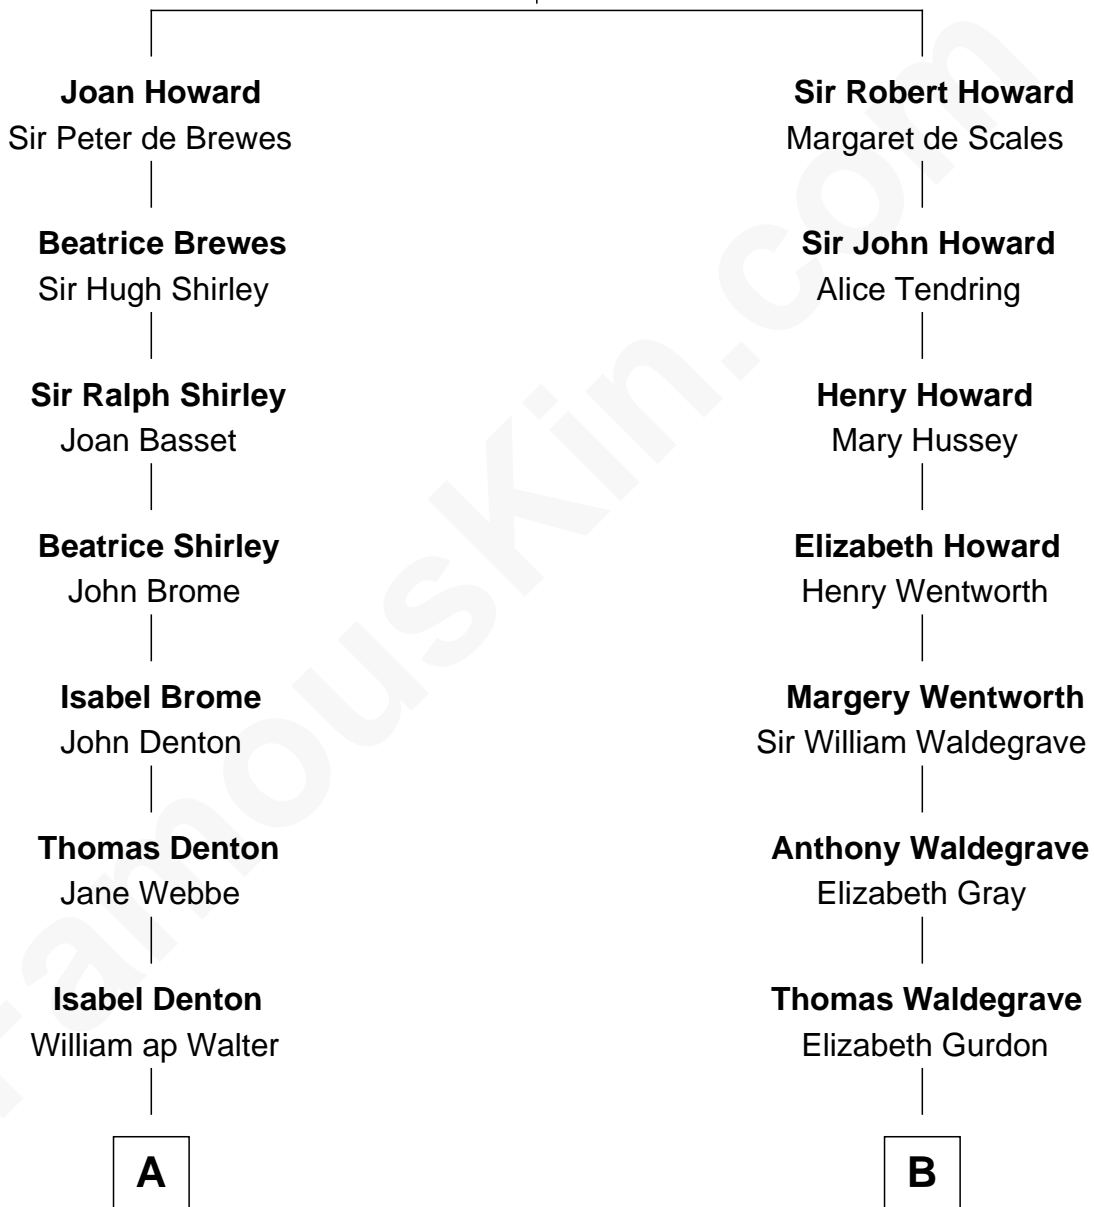 Joan Howard
Sir Peter de Brewes
Sir Robert Howard
Margaret de Scales
Beatrice Brewes
Sir Hugh Shirley
Sir John Howard
Alice Tendring
Sir Ralph Shirley
Joan Basset
Henry Howard
Mary Hussey
Beatrice Shirley
John Brome
Elizabeth Howard
Henry Wentworth
Isabel Brome
John Denton
Margery Wentworth
Sir William Waldegrave
Thomas Denton
Jane Webbe
Anthony Waldegrave
Elizabeth Gray
Isabel Denton
William ap Walter
Thomas Waldegrave
Elizabeth Gurdon
A
B
FamousKin.com